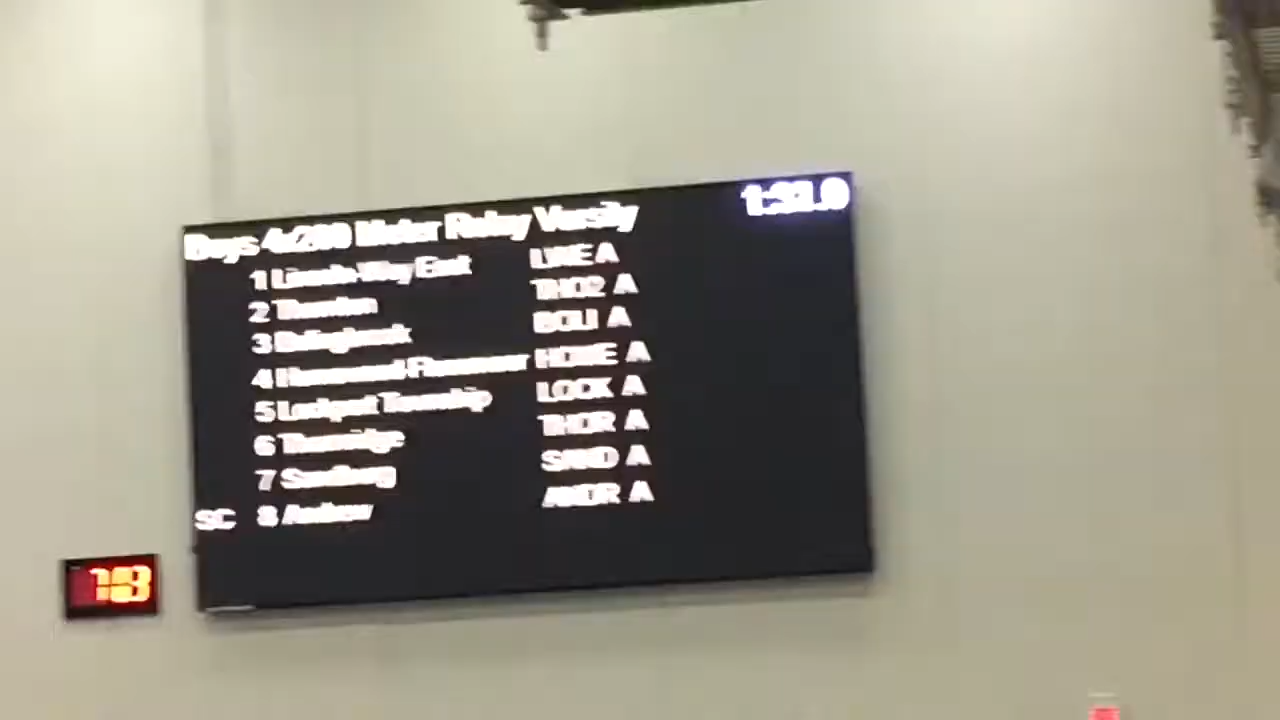 Boys 4x200 Meter Relay Varsity
1 Lincoln-Way East LWE A
2 Thornton THOR A
3 Bolingbrook BOLI A
4 Homewood-Flossmoor HOME A
5 Lockport Township LOCK A
6 Thornridge THOR A
7 Sandburg SAND A
SC 8 Andrew ANDR A